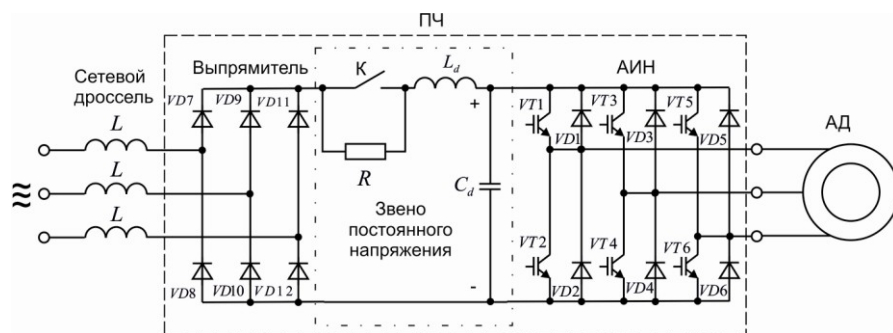 ПЧ
Сетевой
дроссель
Выпрямитель
К
L_d
АИН
VD7
VD9
VD11
VT1
VT3
VT5
АД
L
+
VD1
VD3
VD5
L
R
C_d
L
Звено
постоянного
напряжения
VT2
VT4
VT6
-
VD8
VD10
VD12
VD2
VD4
VD6